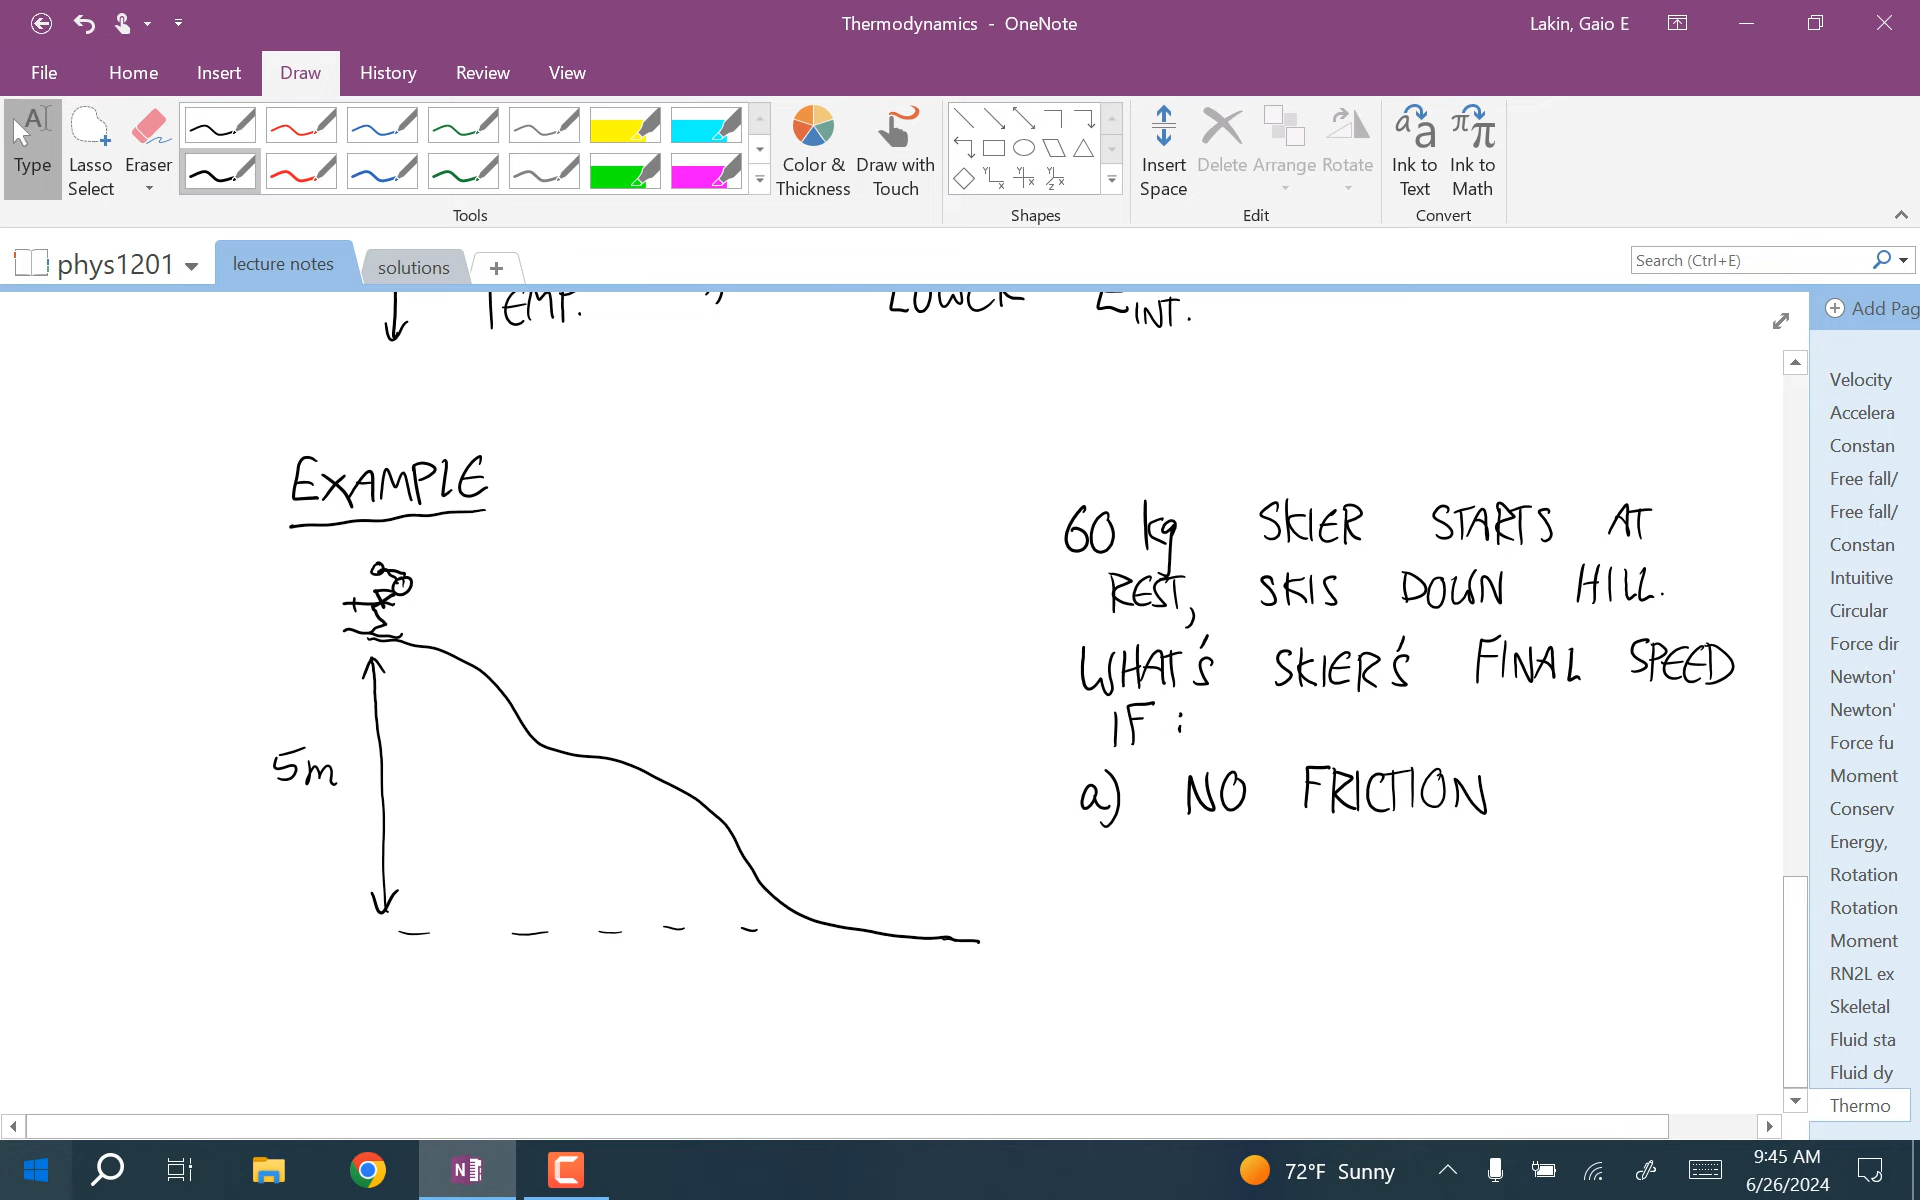 Thermodynamics - OneNote
Lakin, Gaio E
File Home Insert Draw History Review View
Type
Lasso Select
Eraser
Color & Thickness
Draw with Touch
Insert Space
Delete
Arrange
Rotate
Ink to Text
Ink to Math
Tools
Shapes
Edit
Convert
phys1201
lecture notes
solutions
Search (Ctrl+E)
TEMP. LOWER EINT.
EXAMPLE
5m
60 kg SKIER STARTS AT
REST, SKIS DOWN HILL.
WHAT'S SKIER'S FINAL SPEED
IF:
a) NO FRICTION
Add Pag
Velocity
Accelera
Constan
Free fall/
Free fall/
Constan
Intuitive
Circular
Force dir
Newton'
Newton'
Force fu
Moment
Conserv
Energy,
Rotation
Rotation
Moment
RN2L ex
Skeletal
Fluid sta
Fluid dy
Thermo
72°F Sunny
9:45 AM
6/26/2024